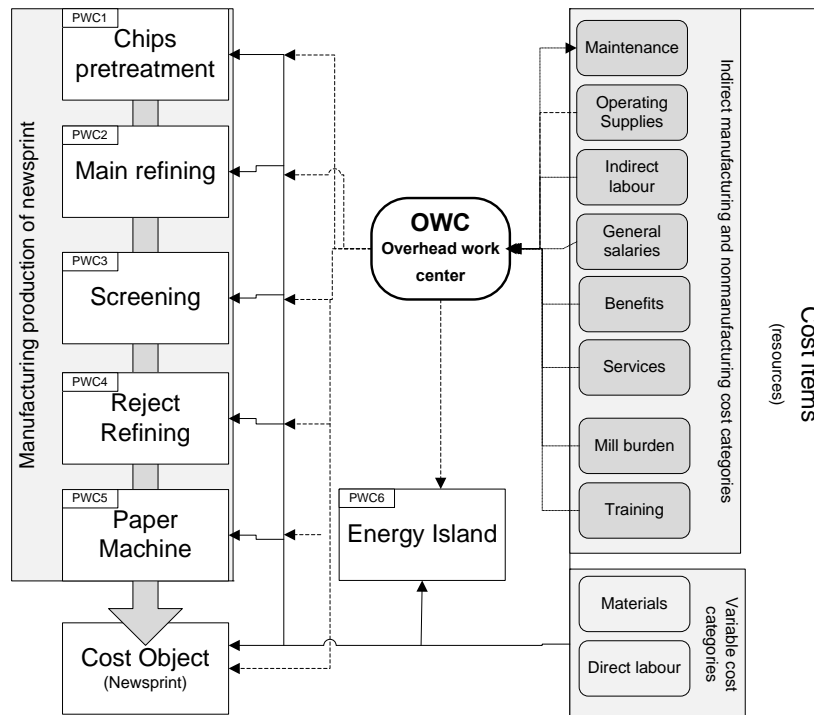 PWC1
Chips
pretreatment
PWC2
Main refining
PWC3
Screening
PWC4
Reject
Refining
PWC5
Paper
Machine
Cost Object
(Newsprint)
Manufacturing production of newsprint
OWC
Overhead work
center
PWC6
Energy Island
Maintenance
Operating
Supplies
Indirect
labour
General
salaries
Benefits
Services
Mill burden
Training
Indirect manufacturing and nonmanufacturing cost categories
Materials
Direct labour
Variable cost
categories
Cost items
(resources)